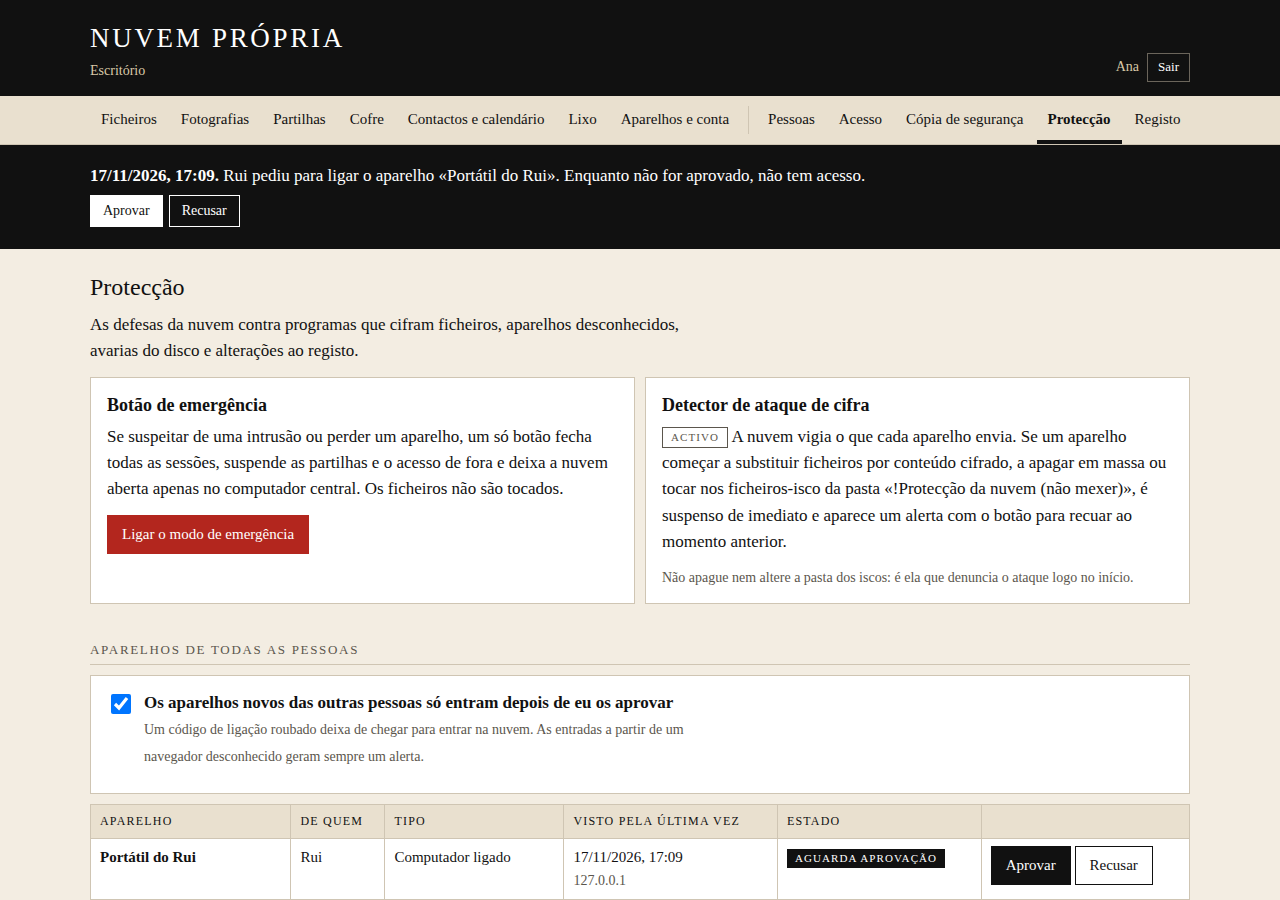 NUVEM PRÓPRIA
Escritório
Ana
Sair
Ficheiros Fotografias Partilhas Cofre Contactos e calendário Lixo Aparelhos e conta Pessoas Acesso Cópia de segurança Protecção Registo
17/11/2026, 17:09. Rui pediu para ligar o aparelho «Portátil do Rui». Enquanto não for aprovado, não tem acesso.
Aprovar Recusar
Protecção
As defesas da nuvem contra programas que cifram ficheiros, aparelhos desconhecidos,
avarias do disco e alterações ao registo.
Botão de emergência
Se suspeitar de uma intrusão ou perder um aparelho, um só botão fecha
todas as sessões, suspende as partilhas e o acesso de fora e deixa a nuvem
aberta apenas no computador central. Os ficheiros não são tocados.
Ligar o modo de emergência
Detector de ataque de cifra
ACTIVO A nuvem vigia o que cada aparelho envia. Se um aparelho
começar a substituir ficheiros por conteúdo cifrado, a apagar em massa ou
tocar nos ficheiros-isco da pasta «!Protecção da nuvem (não mexer)», é
suspenso de imediato e aparece um alerta com o botão para recuar ao
momento anterior.
Não apague nem altere a pasta dos iscos: é ela que denuncia o ataque logo no início.
APARELHOS DE TODAS AS PESSOAS
Os aparelhos novos das outras pessoas só entram depois de eu os aprovar
Um código de ligação roubado deixa de chegar para entrar na nuvem. As entradas a partir de um
navegador desconhecido geram sempre um alerta.
APARELHO DE QUEM TIPO VISTO PELA ÚLTIMA VEZ ESTADO
Portátil do Rui Rui Computador ligado 17/11/2026, 17:09 AGUARDA APROVAÇÃO Aprovar Recusar
127.0.0.1